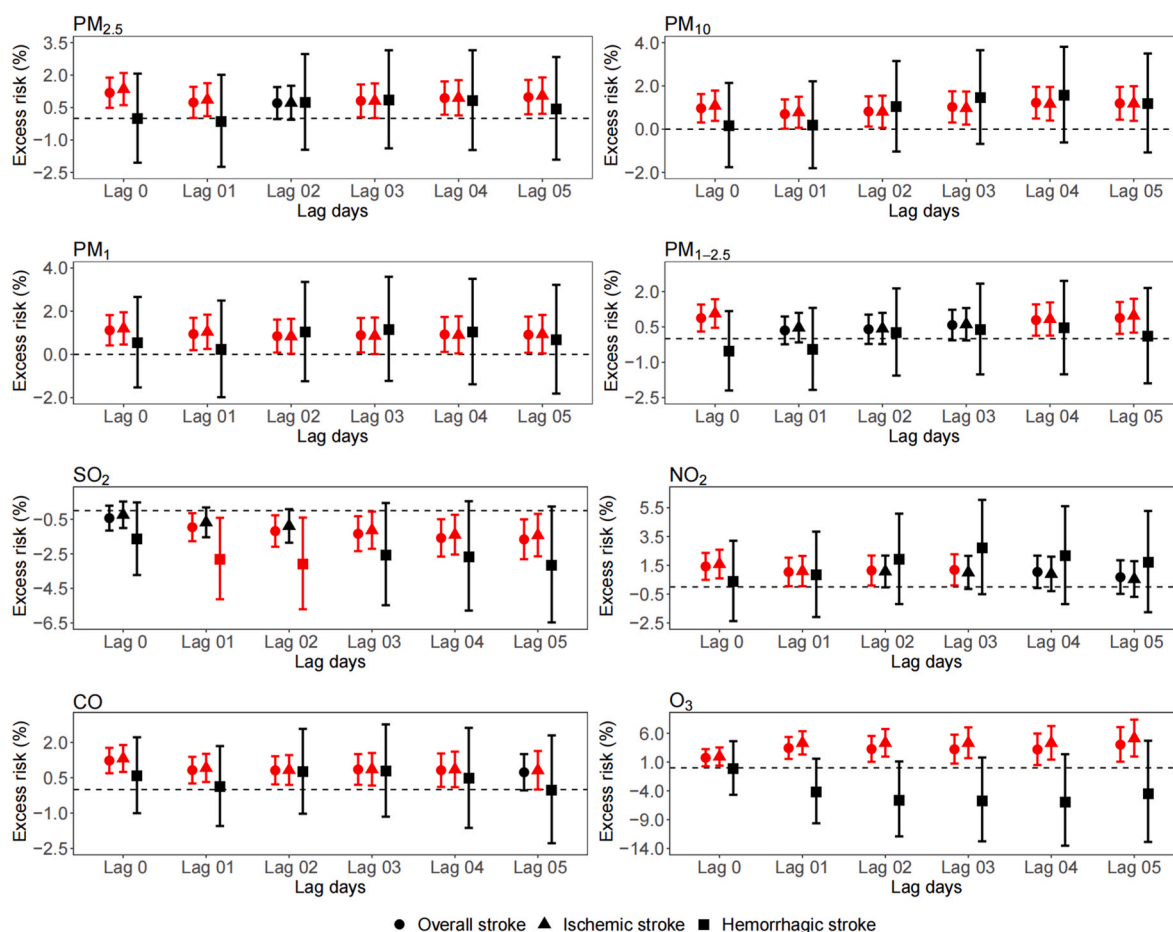 PM2.5
Excess risk (%)
3.5
2.0
0.5
−1.0
−2.5
Lag 0 Lag 01 Lag 02 Lag 03 Lag 04 Lag 05
Lag days
PM10
Excess risk (%)
4.0
2.0
0.0
−2.0
Lag 0 Lag 01 Lag 02 Lag 03 Lag 04 Lag 05
Lag days
PM1
Excess risk (%)
4.0
2.0
0.0
−2.0
Lag 0 Lag 01 Lag 02 Lag 03 Lag 04 Lag 05
Lag days
PM1−2.5
Excess risk (%)
2.0
0.5
−1.0
−2.5
Lag 0 Lag 01 Lag 02 Lag 03 Lag 04 Lag 05
Lag days
SO2
Excess risk (%)
−0.5
−2.5
−4.5
−6.5
Lag 0 Lag 01 Lag 02 Lag 03 Lag 04 Lag 05
Lag days
NO2
Excess risk (%)
5.5
3.5
1.5
−0.5
−2.5
Lag 0 Lag 01 Lag 02 Lag 03 Lag 04 Lag 05
Lag days
CO
Excess risk (%)
2.0
0.5
−1.0
−2.5
Lag 0 Lag 01 Lag 02 Lag 03 Lag 04 Lag 05
Lag days
O3
Excess risk (%)
6.0
1.0
−4.0
−9.0
−14.0
Lag 0 Lag 01 Lag 02 Lag 03 Lag 04 Lag 05
Lag days
Overall stroke Ischemic stroke Hemorrhagic stroke